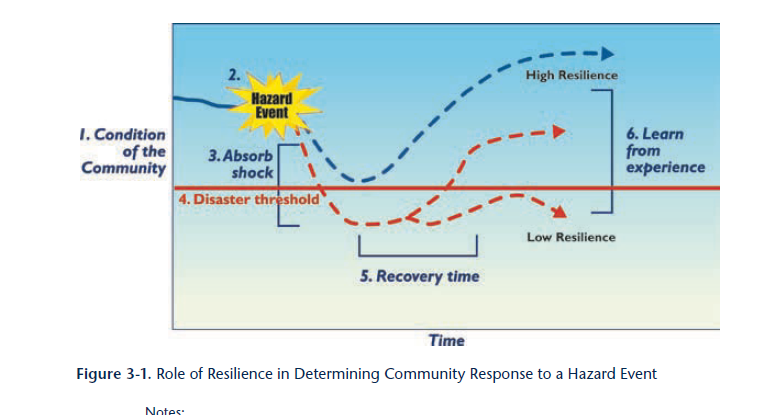 2.
Hazard
Event
High Resilience
1. Condition
of the
Community
3. Absorb
shock
6. Learn
from
experience
4. Disaster threshold
Low Resilience
5. Recovery time
Time
Figure 3-1. Role of Resilience in Determining Community Response to a Hazard Event
Notes: